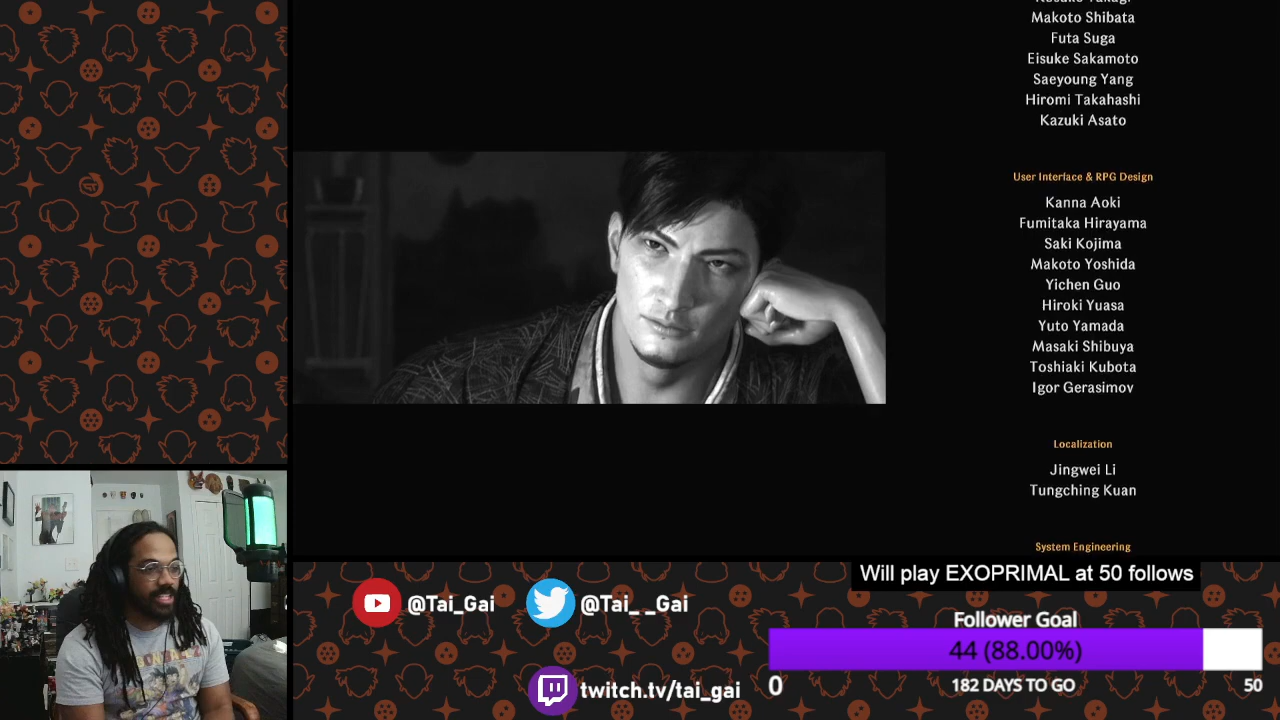 Makoto Shibata
Futa Suga
Eisuke Sakamoto
Saeyoung Yang
Hiromi Takahashi
Kazuki Asato
User Interface & RPG Design
Kanna Aoki
Fumitaka Hirayama
Saki Kojima
Makoto Yoshida
Yichen Guo
Hiroki Yuasa
Yuto Yamada
Masaki Shibuya
Toshiaki Kubota
Igor Gerasimov
Localization
Jingwei Li
Tungching Kuan
System Engineering
Will play EXOPRIMAL at 50 follows
@Tai_Gai
@Tai_ _Gai
twitch.tv/tai_gai
Follower Goal
44 (88.00%)
0
182 DAYS TO GO
50